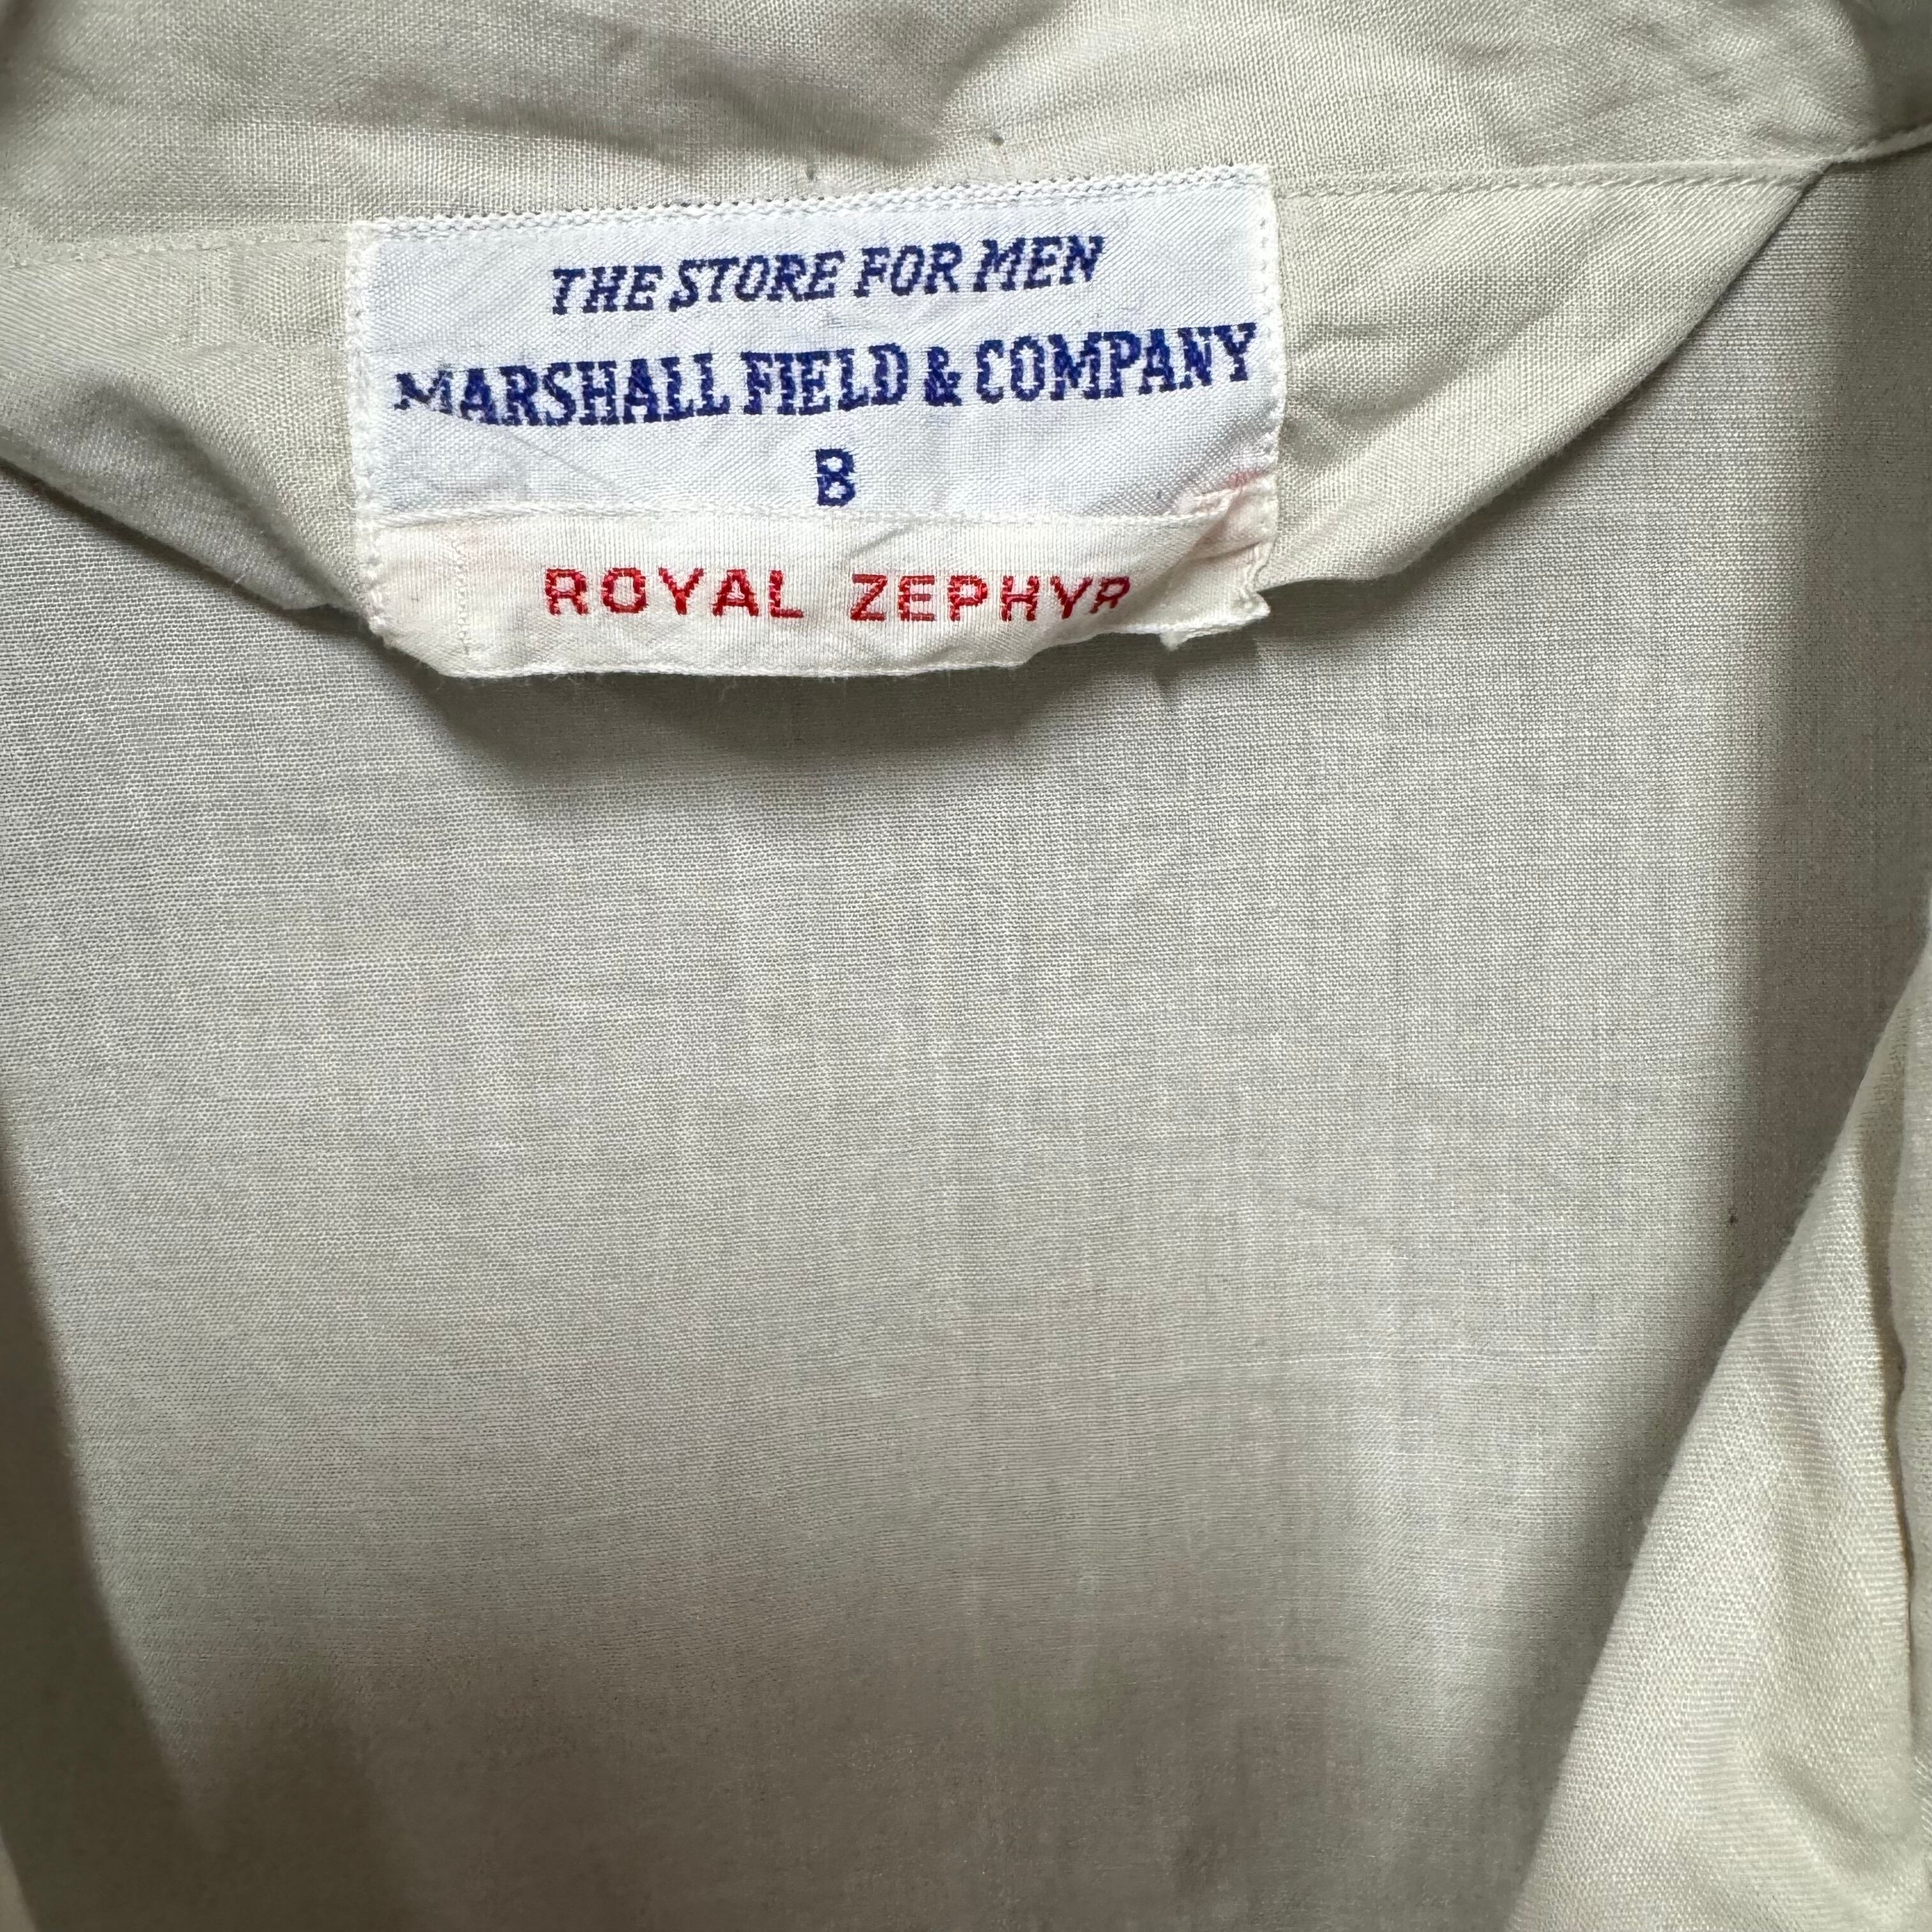 THE STORE FOR MEN
MARSHALL FIELD & COMPANY
B
ROYAL ZEPHYR